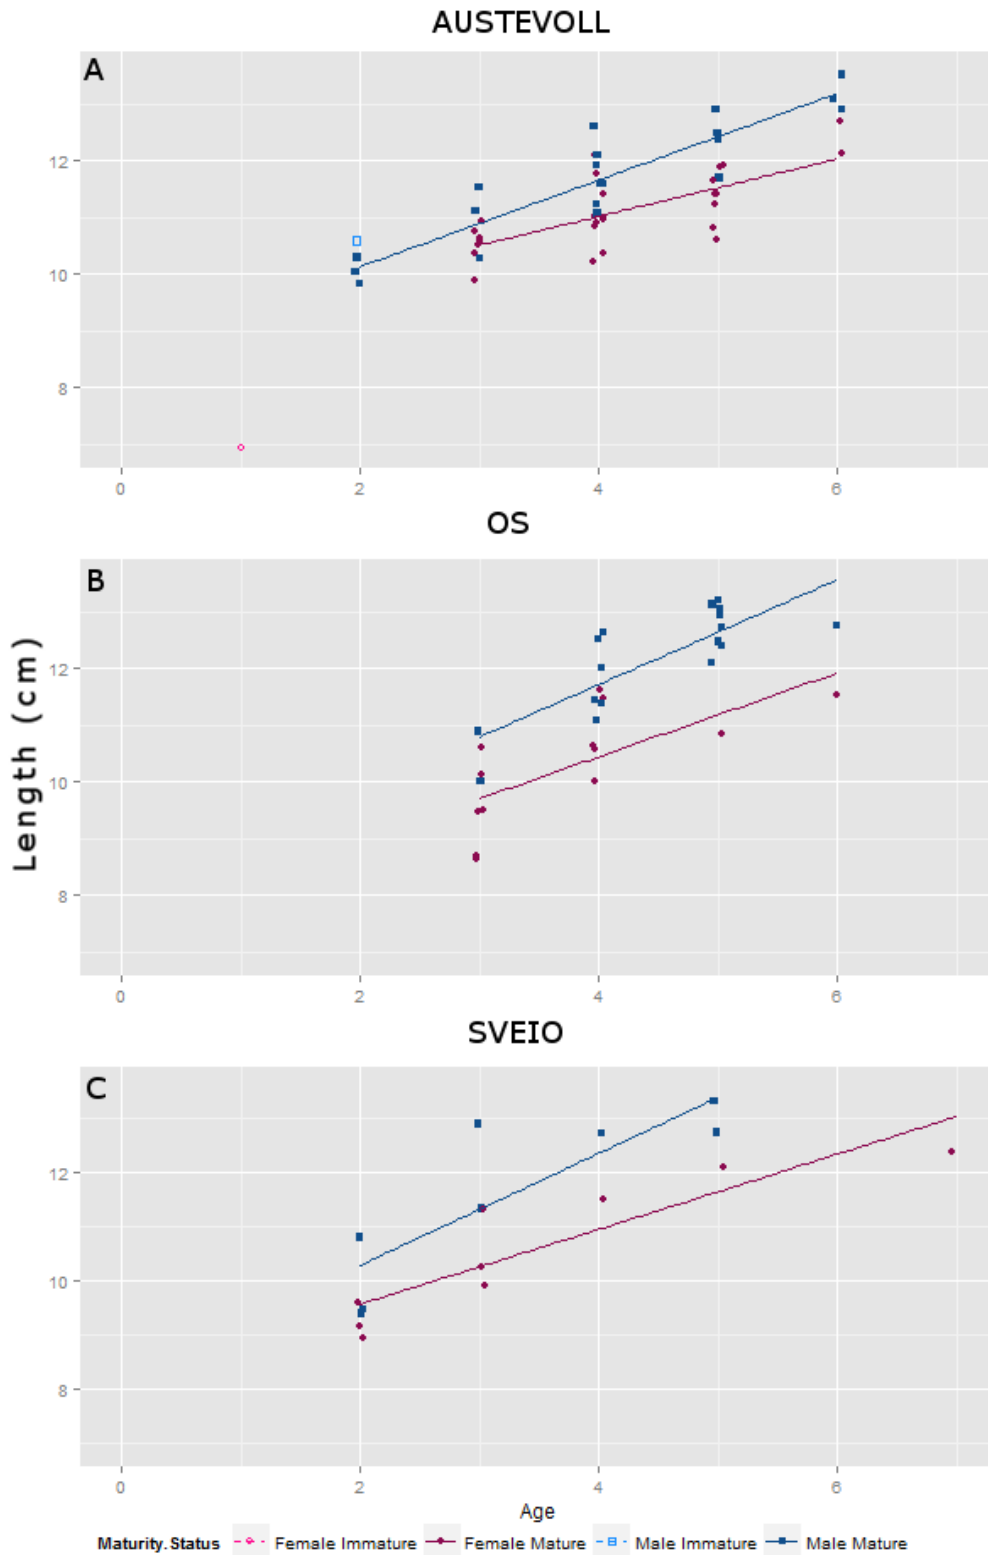 AUSTEVOLL
A
12
10
8
0 2 4 6
OS
B
12
10
8
0 2 4 6
Length (cm)
SVEIO
C
12
10
8
0 2 4 6
Age
Maturity.Status Female Immature Female Mature Male Immature Male Mature